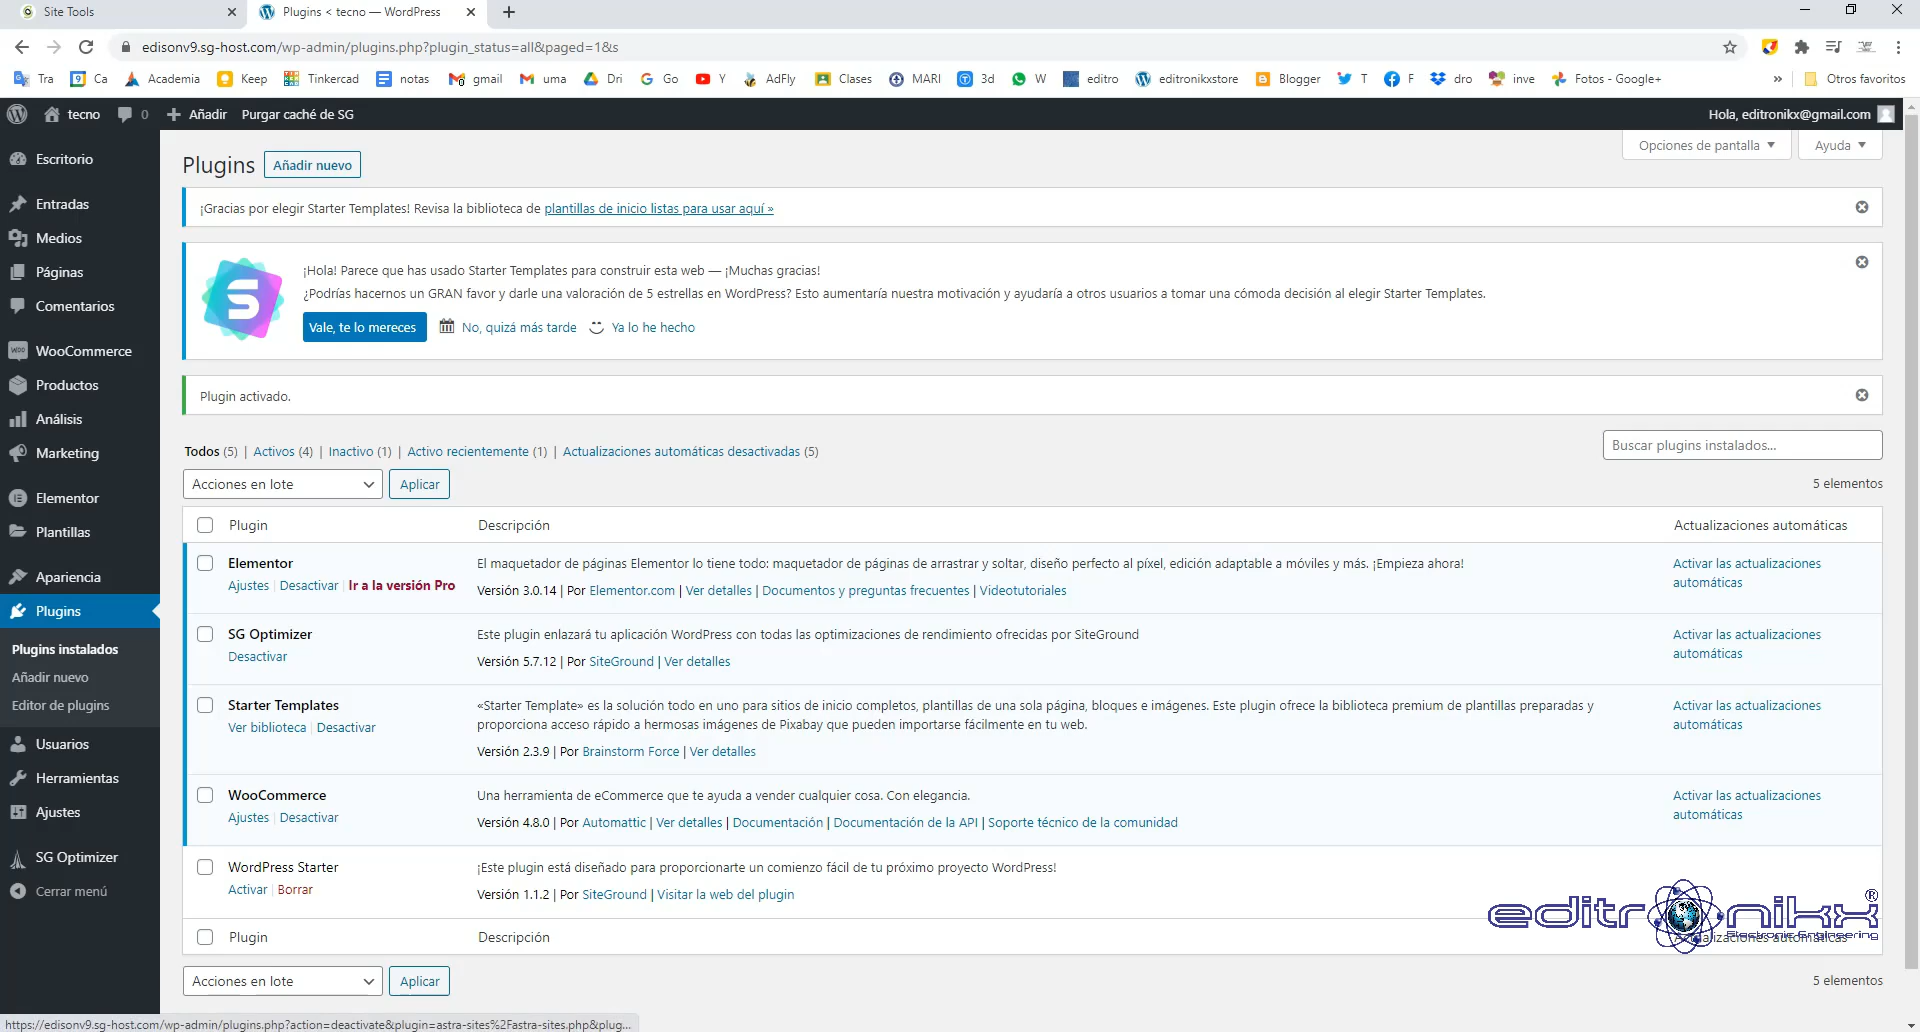 Site Tools
Plugins < tecno — WordPress
edisonv9.sg-host.com/wp-admin/plugins.php?plugin_status=all&paged=1&s
Tra Ca Academia Keep Tinkercad notas gmail uma Dri Go Y AdFly Clases MARI 3d W editro editronikxstore Blogger T F dro inve Fotos - Google+ » Otros favoritos
tecno 0 Añadir Purgar caché de SG Hola, editronikx@gmail.com
Escritorio
Entradas
Medios
Páginas
Comentarios
WooCommerce
Productos
Análisis
Marketing
Elementor
Plantillas
Apariencia
Plugins
Plugins instalados
Añadir nuevo
Editor de plugins
Usuarios
Herramientas
Ajustes
SG Optimizer
Cerrar menú
Opciones de pantalla Ayuda
Plugins Añadir nuevo
¡Gracias por elegir Starter Templates! Revisa la biblioteca de plantillas de inicio listas para usar aquí »
¡Hola! Parece que has usado Starter Templates para construir esta web — ¡Muchas gracias!
¿Podrías hacernos un GRAN favor y darle una valoración de 5 estrellas en WordPress? Esto aumentaría nuestra motivación y ayudaría a otros usuarios a tomar una cómoda decisión al elegir Starter Templates.
Vale, te lo mereces No, quizá más tarde Ya lo he hecho
Plugin activado.
Todos (5) | Activos (4) | Inactivo (1) | Activo recientemente (1) | Actualizaciones automáticas desactivadas (5)
Buscar plugins instalados...
Acciones en lote Aplicar
5 elementos
Plugin Descripción Actualizaciones automáticas
Elementor
Ajustes | Desactivar | Ir a la versión Pro
El maquetador de páginas Elementor lo tiene todo: maquetador de páginas de arrastrar y soltar, diseño perfecto al píxel, edición adaptable a móviles y más. ¡Empieza ahora!
Versión 3.0.14 | Por Elementor.com | Ver detalles | Documentos y preguntas frecuentes | Videotutoriales
Activar las actualizaciones
automáticas
SG Optimizer
Desactivar
Este plugin enlazará tu aplicación WordPress con todas las optimizaciones de rendimiento ofrecidas por SiteGround
Versión 5.7.12 | Por SiteGround | Ver detalles
Activar las actualizaciones
automáticas
Starter Templates
Ver biblioteca | Desactivar
«Starter Template» es la solución todo en uno para sitios de inicio completos, plantillas de una sola página, bloques e imágenes. Este plugin ofrece la biblioteca premium de plantillas preparadas y
proporciona acceso rápido a hermosas imágenes de Pixabay que pueden importarse fácilmente en tu web.
Versión 2.3.9 | Por Brainstorm Force | Ver detalles
Activar las actualizaciones
automáticas
WooCommerce
Ajustes | Desactivar
Una herramienta de eCommerce que te ayuda a vender cualquier cosa. Con elegancia.
Versión 4.8.0 | Por Automattic | Ver detalles | Documentación | Documentación de la API | Soporte técnico de la comunidad
Activar las actualizaciones
automáticas
WordPress Starter
Activar | Borrar
¡Este plugin está diseñado para proporcionarte un comienzo fácil de tu próximo proyecto WordPress!
Versión 1.1.2 | Por SiteGround | Visitar la web del plugin
editronikx®
Electronic Engineering
Plugin Descripción Actualizaciones automáticas
Acciones en lote Aplicar
5 elementos
https://edisonv9.sg-host.com/wp-admin/plugins.php?action=deactivate&plugin=astra-sites%2Fastra-sites.php&plug...